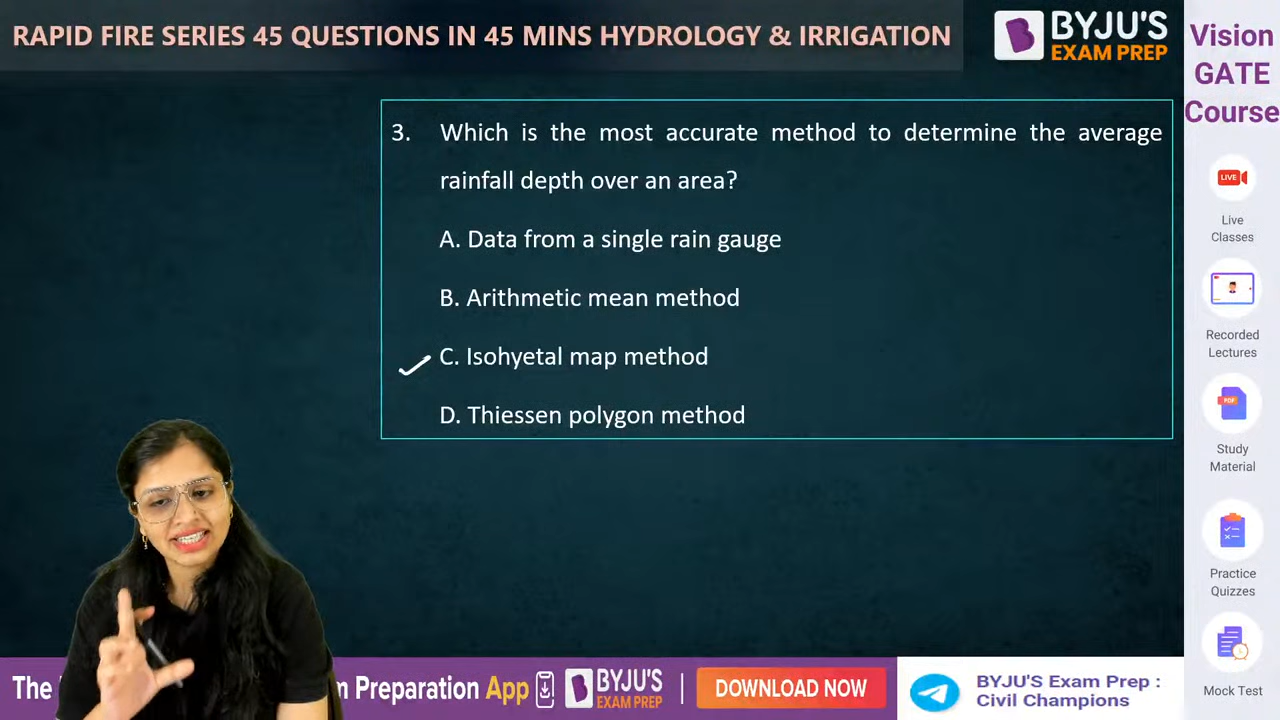 RAPID FIRE SERIES 45 QUESTIONS IN 45 MINS HYDROLOGY & IRRIGATION
BYJU'S
EXAM PREP
Vision
GATE
Course
3. Which is the most accurate method to determine the average
rainfall depth over an area?
A. Data from a single rain gauge
B. Arithmetic mean method
C. Isohyetal map method
D. Thiessen polygon method
LIVE
Live
Classes
Recorded
Lectures
PDF
Study
Material
Practice
Quizzes
Mock Test
The
Preparation App
BYJU'S
EXAM PREP
DOWNLOAD NOW
BYJU'S Exam Prep :
Civil Champions